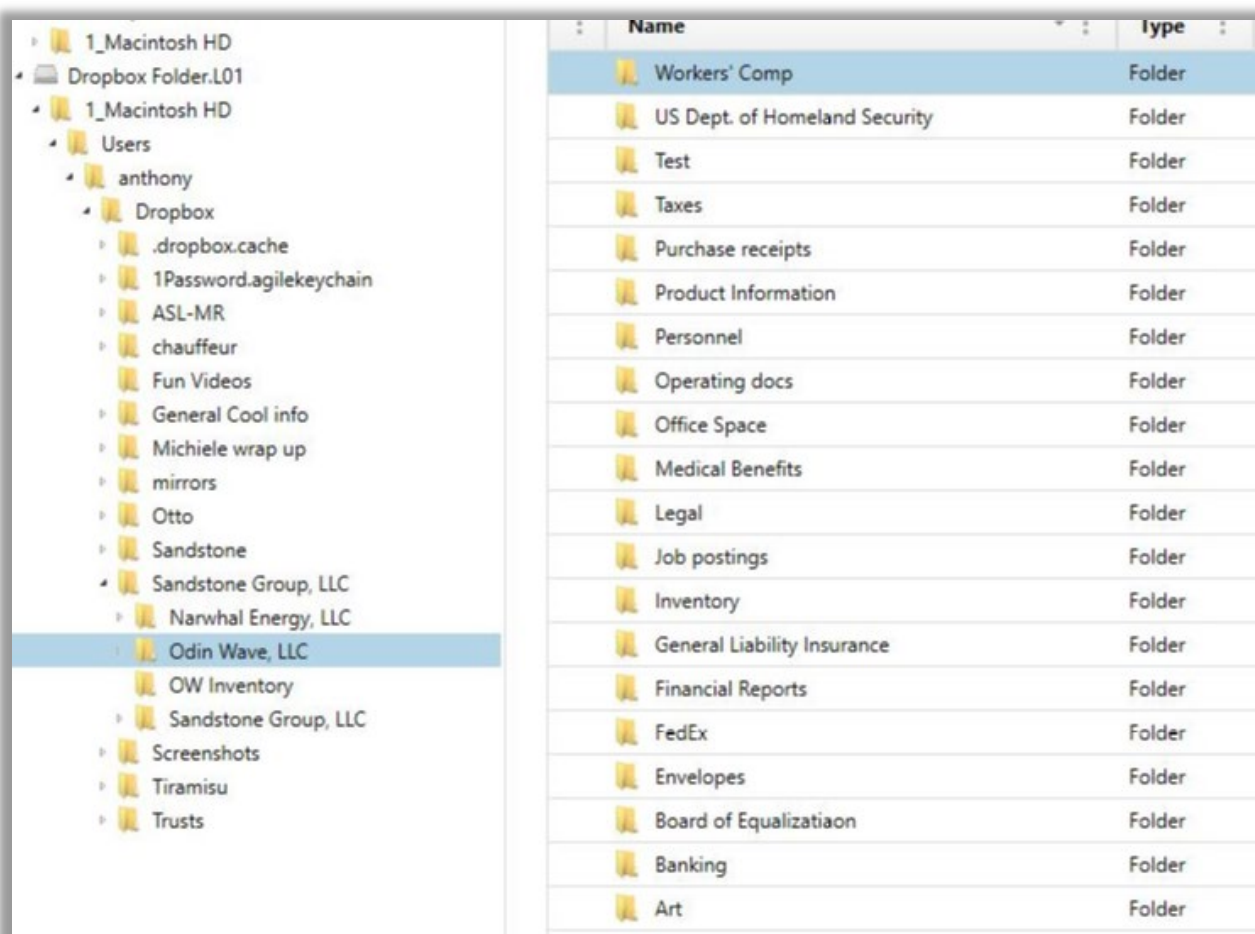 1_Macintosh HD
Dropbox Folder.L01
1_Macintosh HD
Users
anthony
Dropbox
.dropbox.cache
1Password.agilekeychain
ASL-MR
chauffeur
Fun Videos
General Cool info
Michiele wrap up
mirrors
Otto
Sandstone
Sandstone Group, LLC
Narwhal Energy, LLC
Odin Wave, LLC
OW Inventory
Sandstone Group, LLC
Screenshots
Tiramisu
Trusts
Name Type
Workers' Comp Folder
US Dept. of Homeland Security Folder
Test Folder
Taxes Folder
Purchase receipts Folder
Product Information Folder
Personnel Folder
Operating docs Folder
Office Space Folder
Medical Benefits Folder
Legal Folder
Job postings Folder
Inventory Folder
General Liability Insurance Folder
Financial Reports Folder
FedEx Folder
Envelopes Folder
Board of Equalizatiaon Folder
Banking Folder
Art Folder